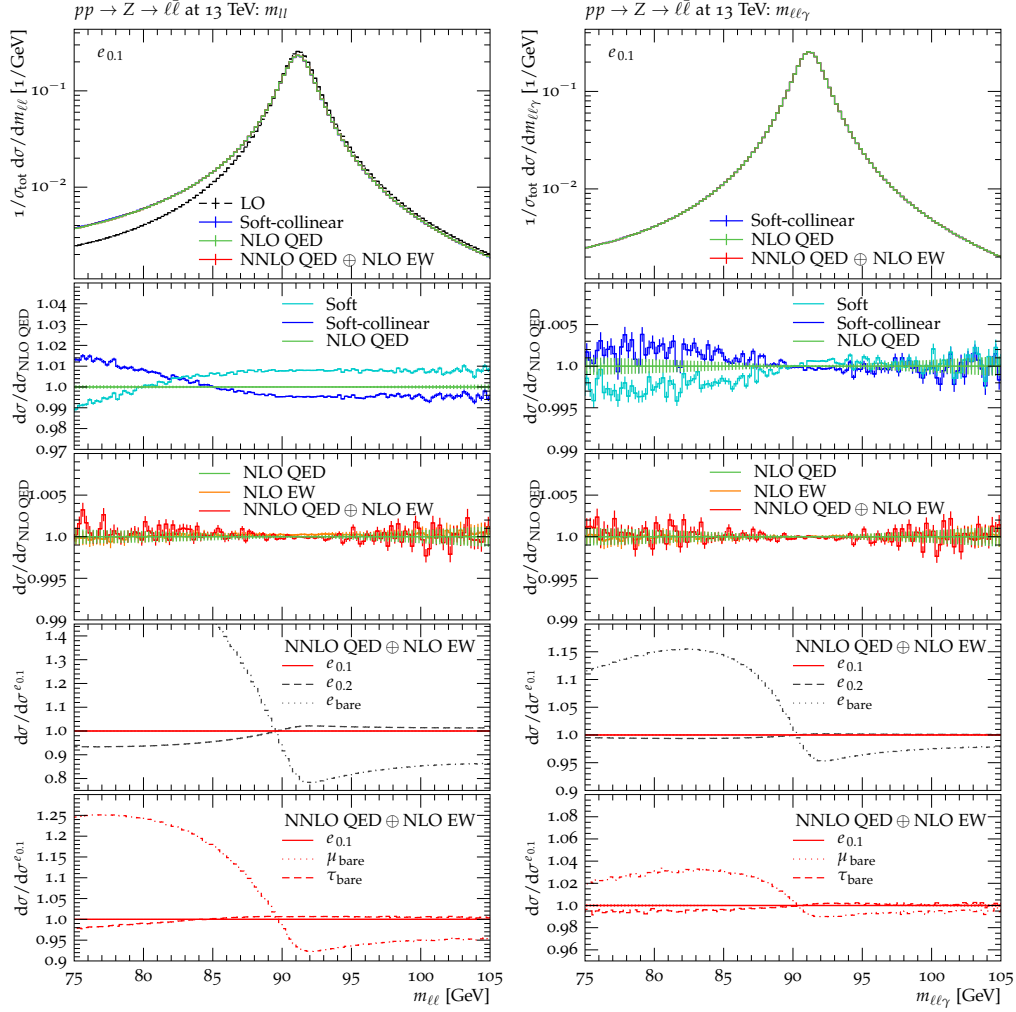 pp → Z → ℓℓ̄ at 13 TeV: m_ll
e_0.1
1/σ_tot dσ/dm_ℓℓ [1/GeV]
10^−1
10^−2
LO
Soft-collinear
NLO QED
NNLO QED ⊕ NLO EW
dσ/dσ_NLO QED
1.04
1.03
1.02
1.01
1.0
0.99
0.98
0.97
Soft
Soft-collinear
NLO QED
dσ/dσ_NLO QED
1.005
1.0
0.995
0.99
NLO QED
NLO EW
NNLO QED ⊕ NLO EW
dσ/dσ^e_0.1
1.4
1.3
1.2
1.1
1.0
0.9
0.8
NNLO QED ⊕ NLO EW
e_0.1
e_0.2
e_bare
dσ/dσ^e_0.1
1.25
1.2
1.15
1.1
1.05
1.0
0.95
0.9
NNLO QED ⊕ NLO EW
e_0.1
μ_bare
τ_bare
75 80 85 90 95 100 105
m_ℓℓ [GeV]
pp → Z → ℓℓ̄ at 13 TeV: m_ℓℓγ
e_0.1
1/σ_tot dσ/dm_ℓℓγ [1/GeV]
10^−1
10^−2
Soft-collinear
NLO QED
NNLO QED ⊕ NLO EW
dσ/dσ_NLO QED
1.005
1.0
0.995
0.99
Soft
Soft-collinear
NLO QED
dσ/dσ_NLO QED
1.005
1.0
0.995
0.99
NLO QED
NLO EW
NNLO QED ⊕ NLO EW
dσ/dσ^e_0.1
1.15
1.1
1.05
1.0
0.95
0.9
NNLO QED ⊕ NLO EW
e_0.1
e_0.2
e_bare
dσ/dσ^e_0.1
1.08
1.06
1.04
1.02
1.0
0.98
0.96
NNLO QED ⊕ NLO EW
e_0.1
μ_bare
τ_bare
75 80 85 90 95 100 105
m_ℓℓγ [GeV]